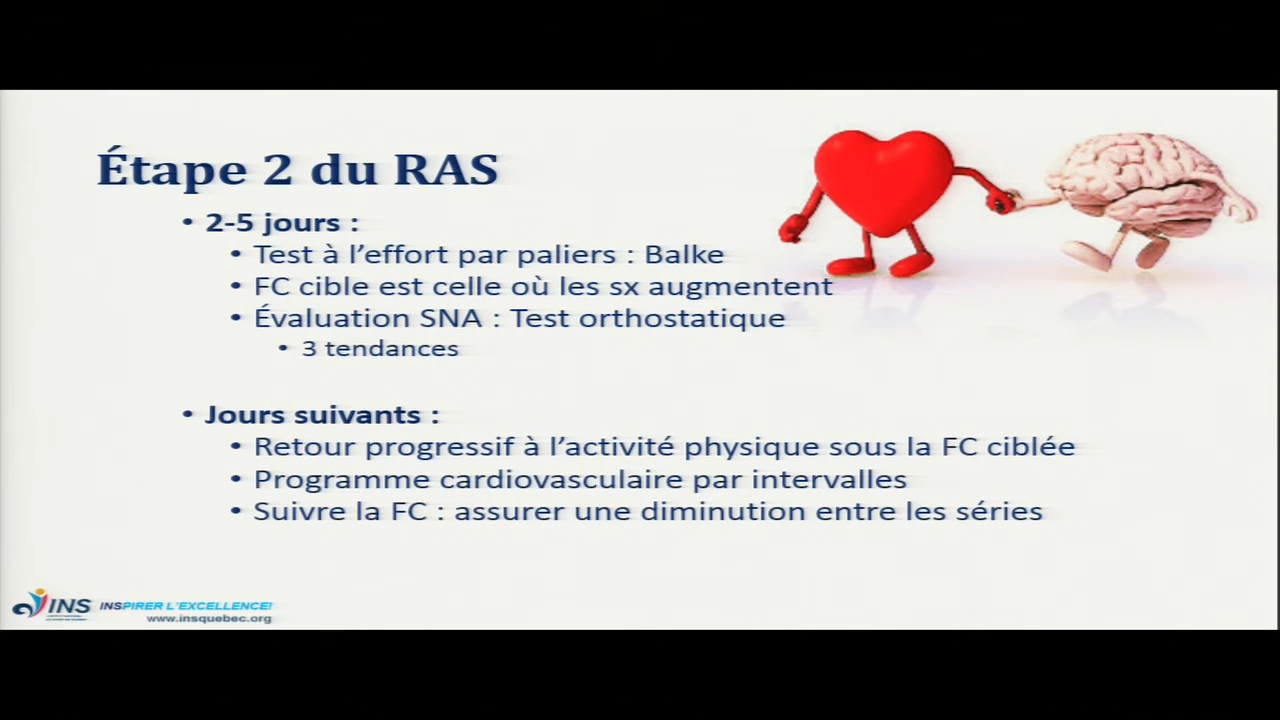 Étape 2 du RAS
• 2-5 jours :
• Test à l’effort par paliers : Balke
• FC cible est celle où les sx augmentent
• Évaluation SNA : Test orthostatique
• 3 tendances
• Jours suivants :
• Retour progressif à l’activité physique sous la FC ciblée
• Programme cardiovasculaire par intervalles
• Suivre la FC : assurer une diminution entre les séries
INS INSPIRER L'EXCELLENCE!
www.insquebec.org